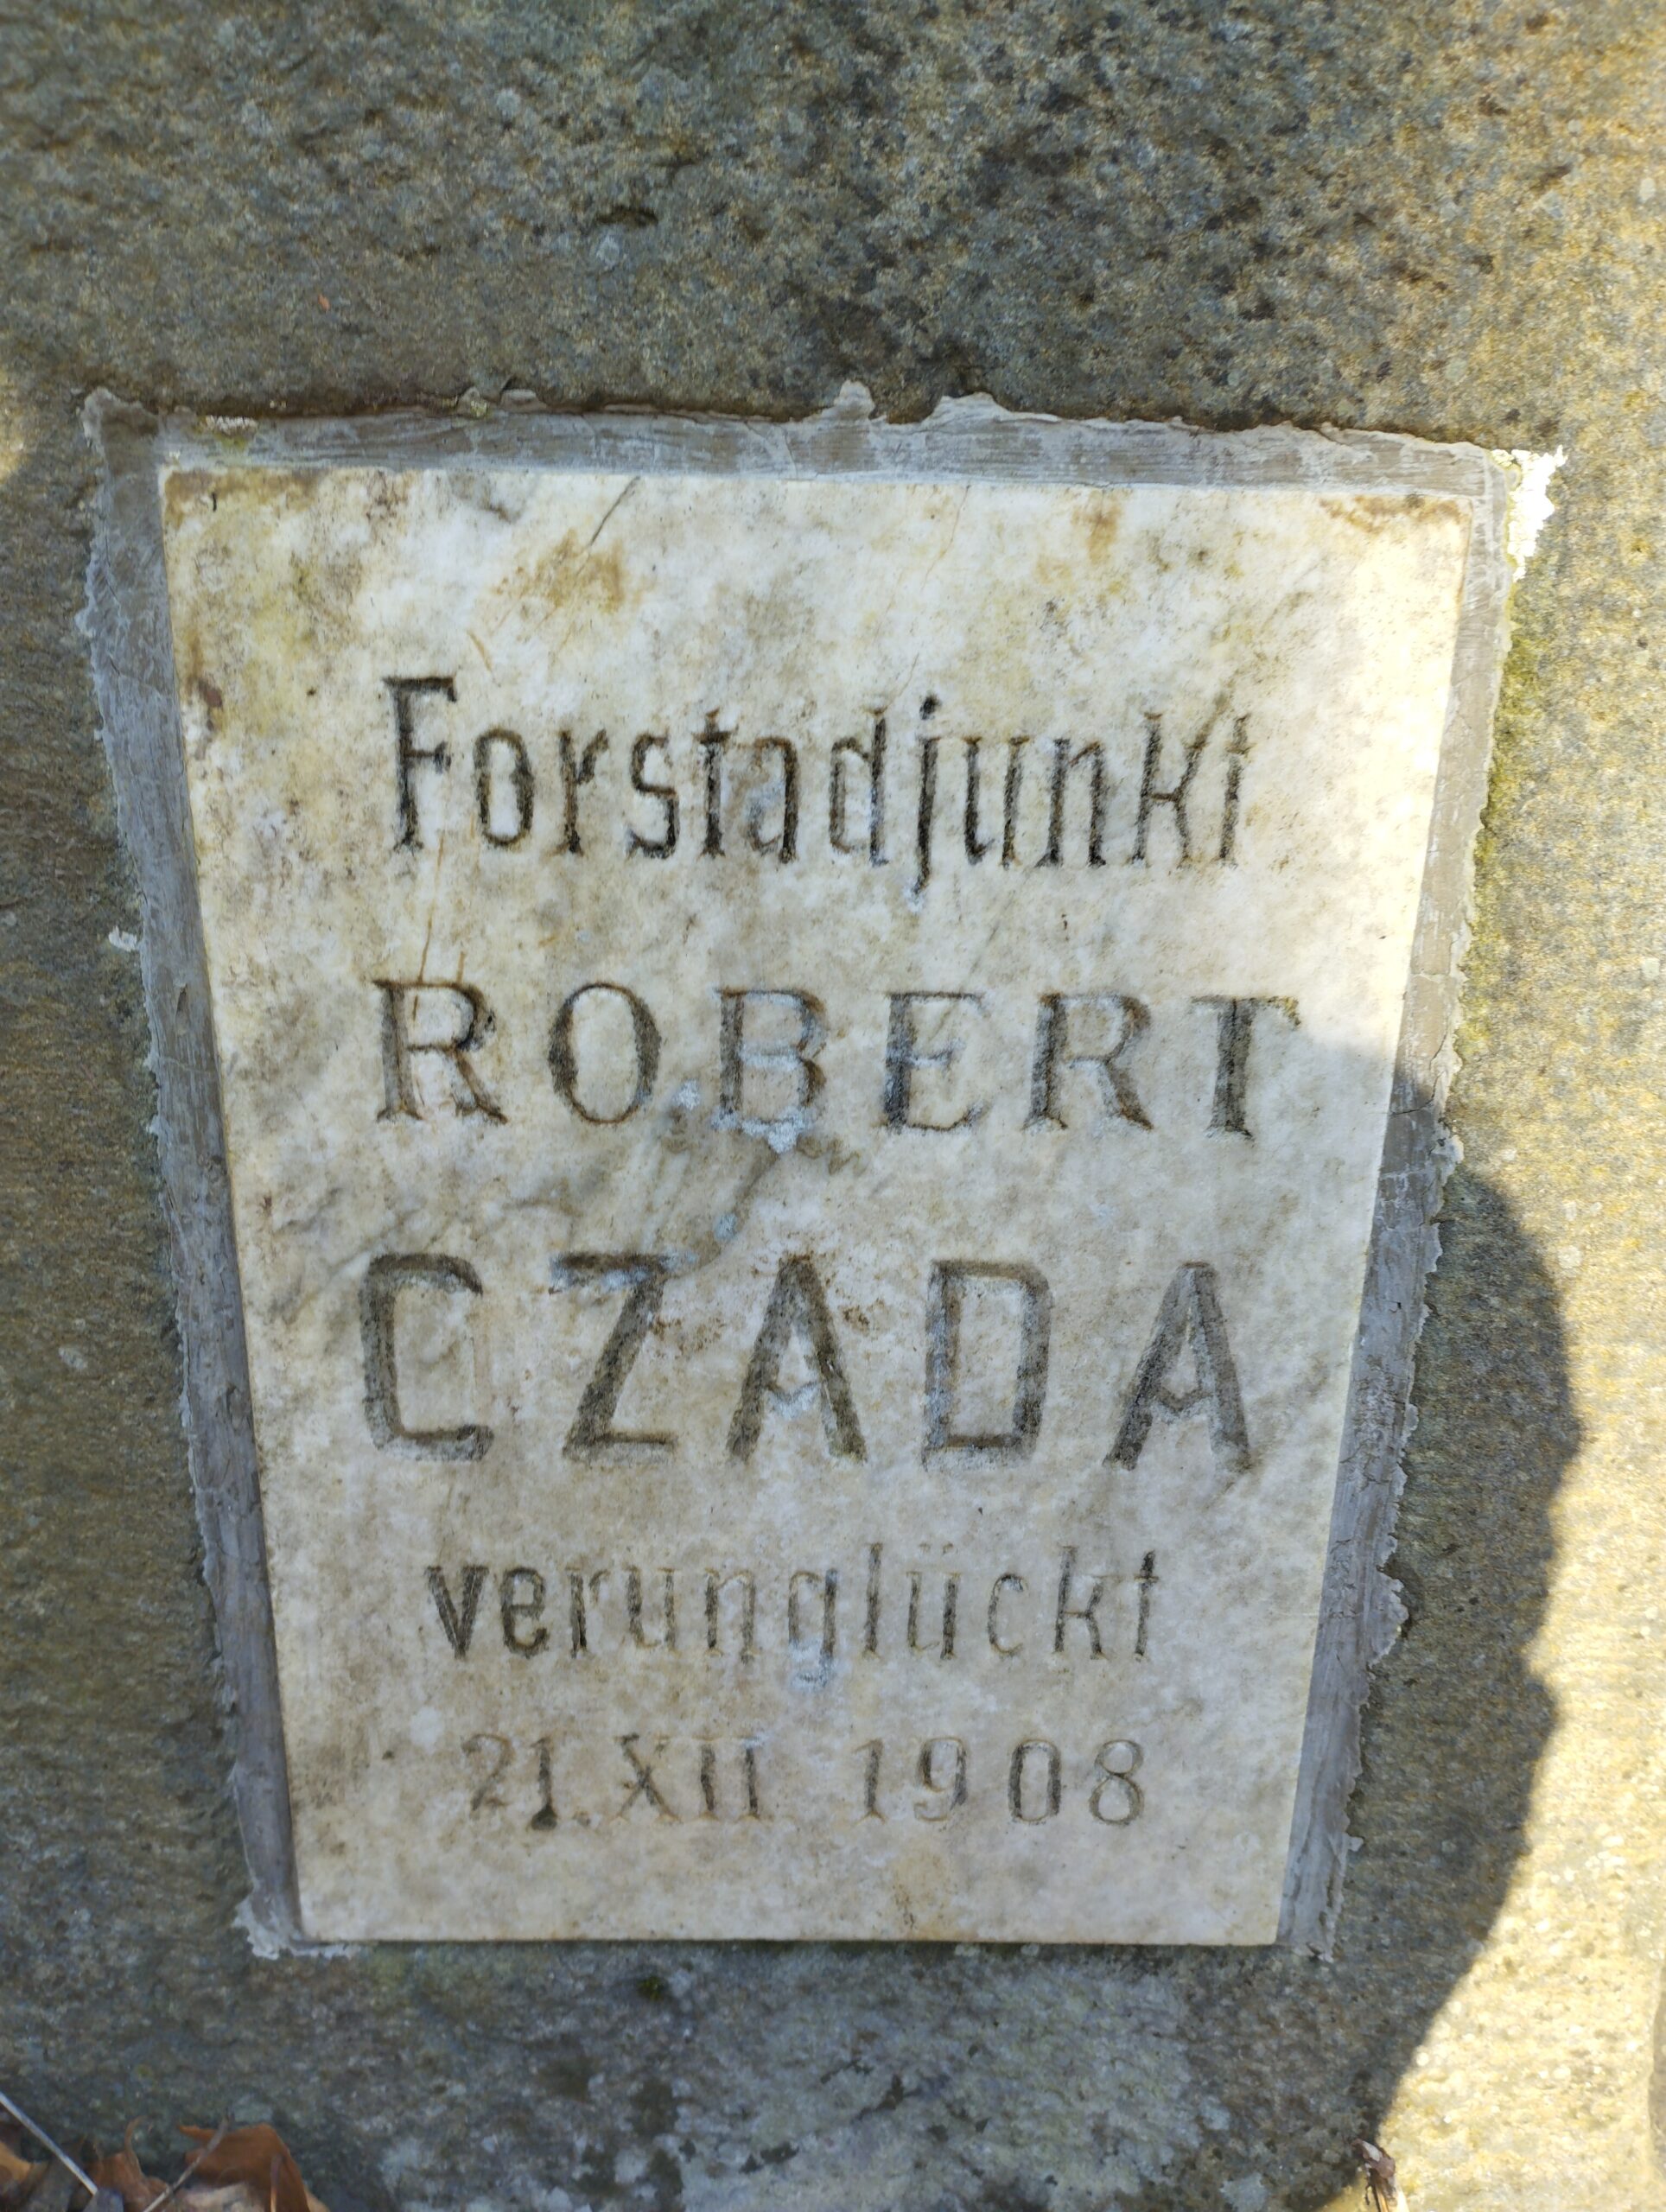 Forstadjunkt
ROBERT
CZADA
verunglückt
21. XII. 1908